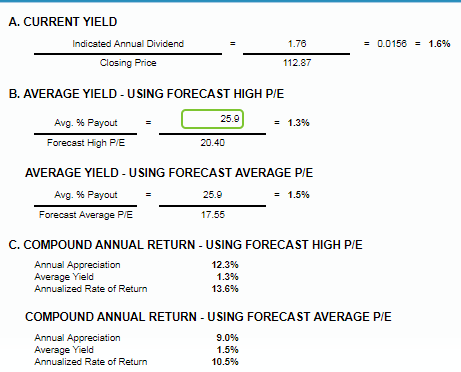 A. CURRENT YIELD
Indicated Annual Dividend = 1.76 = 0.0156 = 1.6%
Closing Price 112.87
B. AVERAGE YIELD - USING FORECAST HIGH P/E
Avg. % Payout = 25.9 = 1.3%
Forecast High P/E 20.40
AVERAGE YIELD - USING FORECAST AVERAGE P/E
Avg. % Payout = 25.9 = 1.5%
Forecast Average P/E 17.55
C. COMPOUND ANNUAL RETURN - USING FORECAST HIGH P/E
Annual Appreciation 12.3%
Average Yield 1.3%
Annualized Rate of Return 13.6%
COMPOUND ANNUAL RETURN - USING FORECAST AVERAGE P/E
Annual Appreciation 9.0%
Average Yield 1.5%
Annualized Rate of Return 10.5%